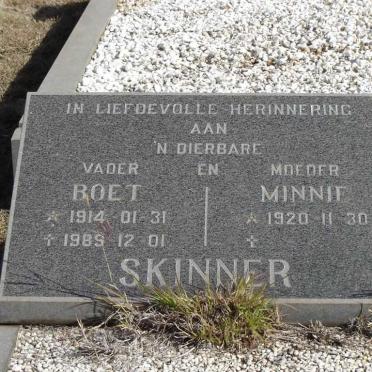 IN LIEFDEVOLLE HERINNERING
AAN
'N DIERBARE
VADER EN MOEDER
BOET MINNIE
☆ 1914 01 31 ☆ 1920 11 30
✝ 1985 12 01 ✝
SKINNER